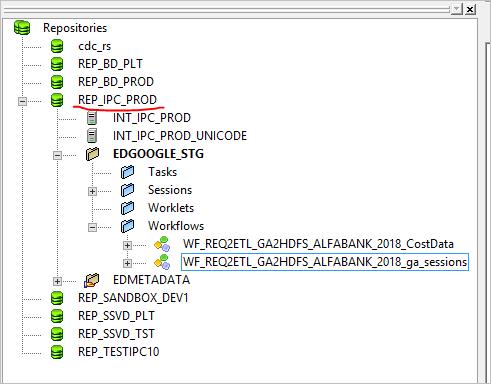 Repositories
cdc_rs
REP_BD_PLT
REP_BD_PROD
REP_IPC_PROD
INT_IPC_PROD
INT_IPC_PROD_UNICODE
EDGOOGLE_STG
Tasks
Sessions
Worklets
Workflows
WF_REQ2ETL_GA2HDFS_ALFABANK_2018_CostData
WF_REQ2ETL_GA2HDFS_ALFABANK_2018_ga_sessions
EDMETADATA
REP_SANDBOX_DEV1
REP_SSVD_PLT
REP_SSVD_TST
REP_TESTIPC10